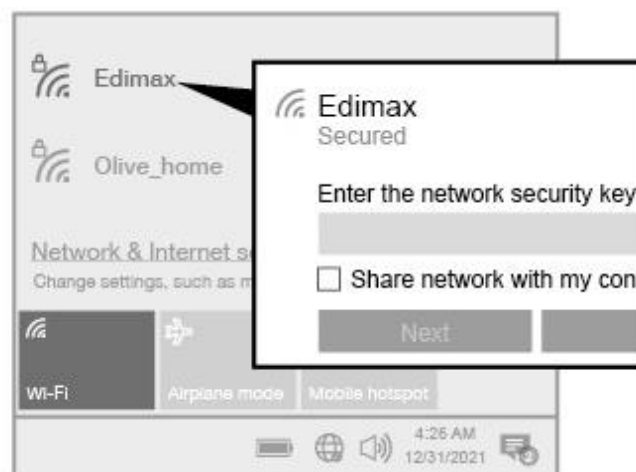 Edimax
Olive_home
Network & Internet se
Change settings, such as m
Wi-Fi
Airplane mode
Mobile hotspot
4:26 AM
12/31/2021
Edimax
Secured
Enter the network security key
Share network with my con
Next